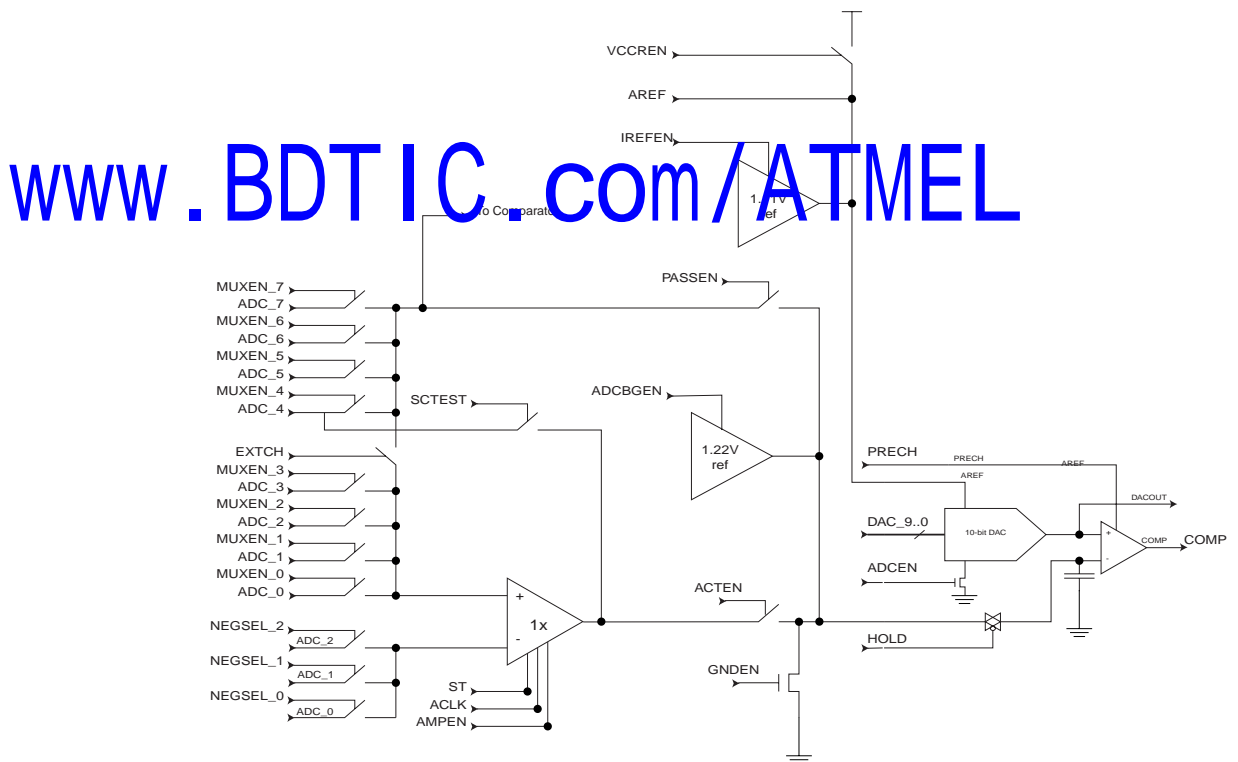 VCCREN
AREF
IREFEN
www.BDTIC.com/ATMEL
ref
PASSEN
MUXEN_7
ADC_7
MUXEN_6
ADC_6
MUXEN_5
ADC_5
MUXEN_4
ADC_4
SCTEST
ADCBGEN
1.22V
ref
EXTCH
MUXEN_3
ADC_3
MUXEN_2
ADC_2
MUXEN_1
ADC_1
MUXEN_0
ADC_0
PRECH
PRECH
AREF
AREF
DACOUT
DAC_9..0
10-bit DAC
+
-
COMP
COMP
ADCEN
ACTEN
+
1x
-
NEGSEL_2
ADC_2
NEGSEL_1
ADC_1
NEGSEL_0
ADC_0
HOLD
GNDEN
ST
ACLK
AMPEN